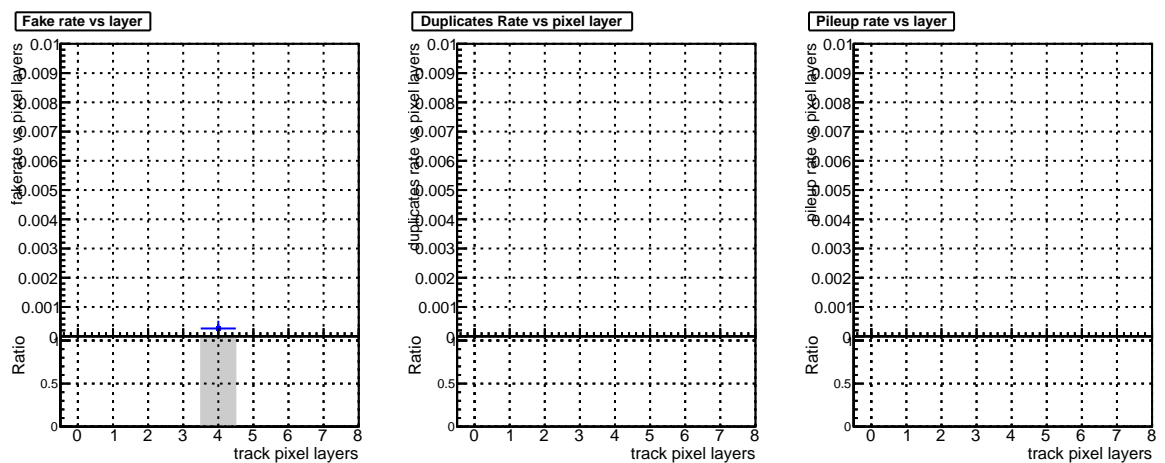 Fake rate vs layer
fakerate vs pixel layers
0.01
0.009
0.008
0.007
0.006
0.005
0.004
0.003
0.002
0.001
0
Ratio
1
0.5
0
0 1 2 3 4 5 6 7 8
track pixel layers
Duplicates Rate vs pixel layer
duplicates rate vs pixel layers
0.01
0.009
0.008
0.007
0.006
0.005
0.004
0.003
0.002
0.001
0
Ratio
1
0.5
0
0 1 2 3 4 5 6 7 8
track pixel layers
Pileup rate vs layer
pileup rate vs pixel layers
0.01
0.009
0.008
0.007
0.006
0.005
0.004
0.003
0.002
0.001
0
Ratio
1
0.5
0
0 1 2 3 4 5 6 7 8
track pixel layers